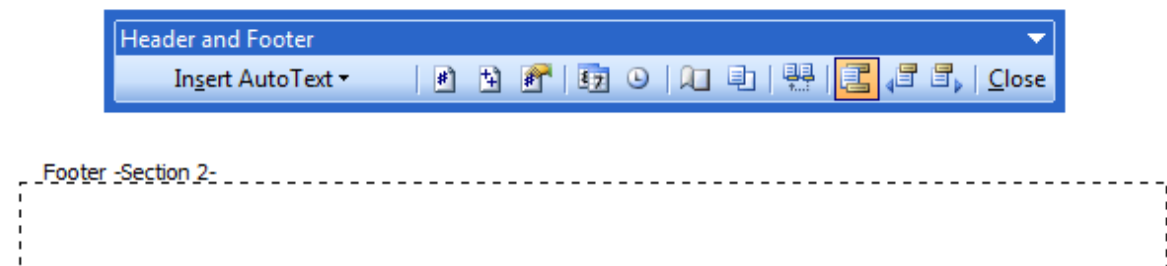 Header and Footer
Insert AutoText Close
Footer -Section 2-